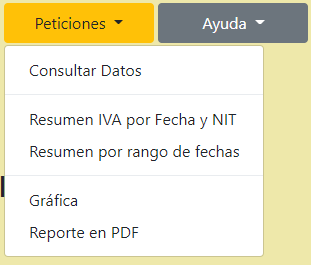 Peticiones
Ayuda
Consultar Datos
Resumen IVA por Fecha y NIT
Resumen por rango de fechas
Gráfica
Reporte en PDF